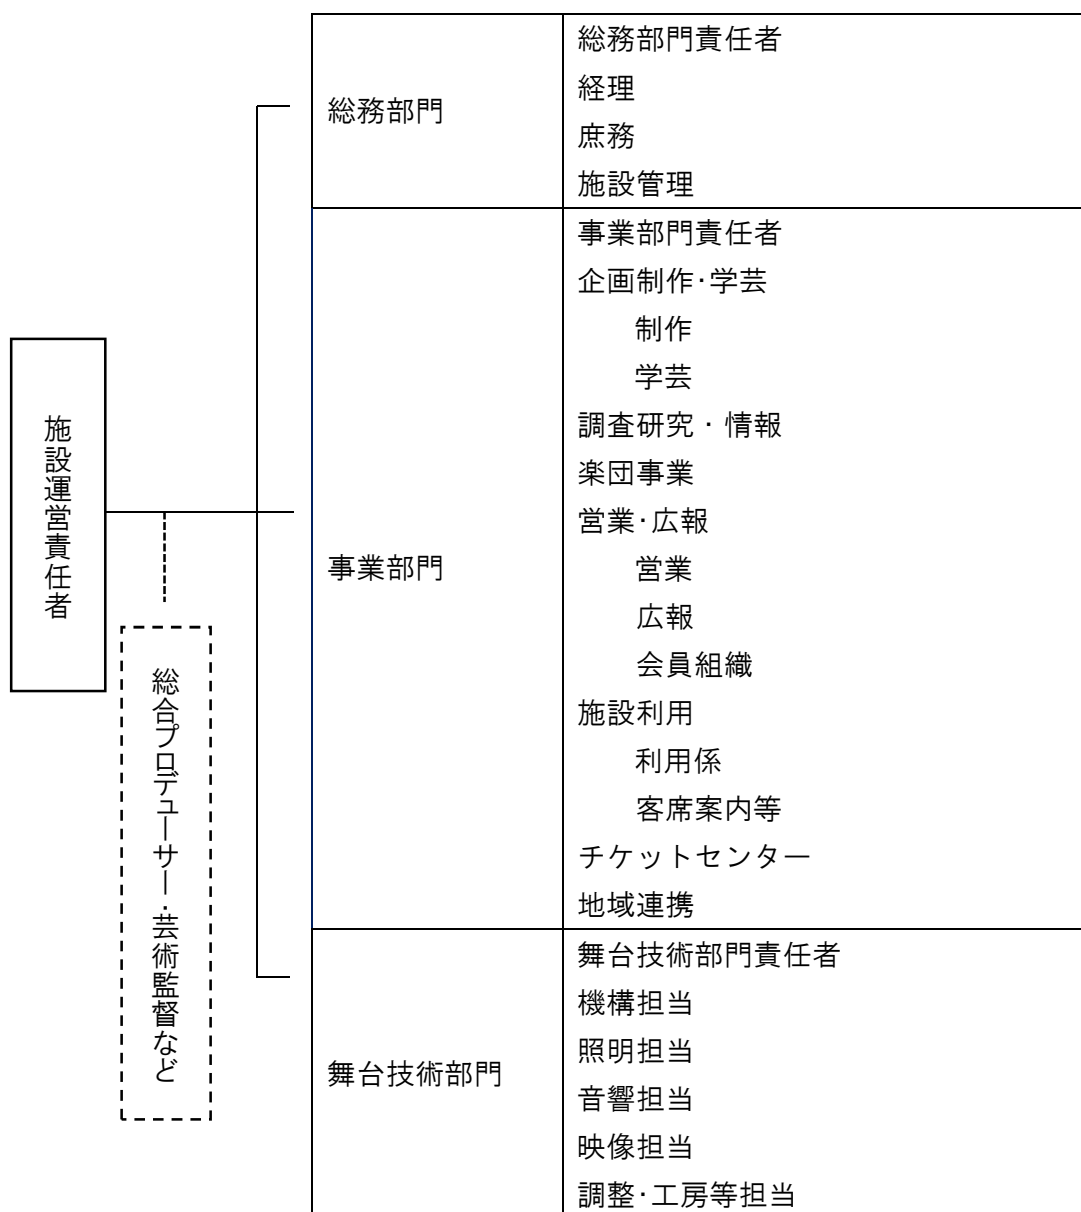 施設運営責任者
総合プロデューサー・芸術監督など
総務部門
総務部門責任者
経理
庶務
施設管理
事業部門
事業部門責任者
企画制作・学芸
制作
学芸
調査研究・情報
楽団事業
営業・広報
営業
広報
会員組織
施設利用
利用係
客席案内等
チケットセンター
地域連携
舞台技術部門
舞台技術部門責任者
機構担当
照明担当
音響担当
映像担当
調整・工房等担当